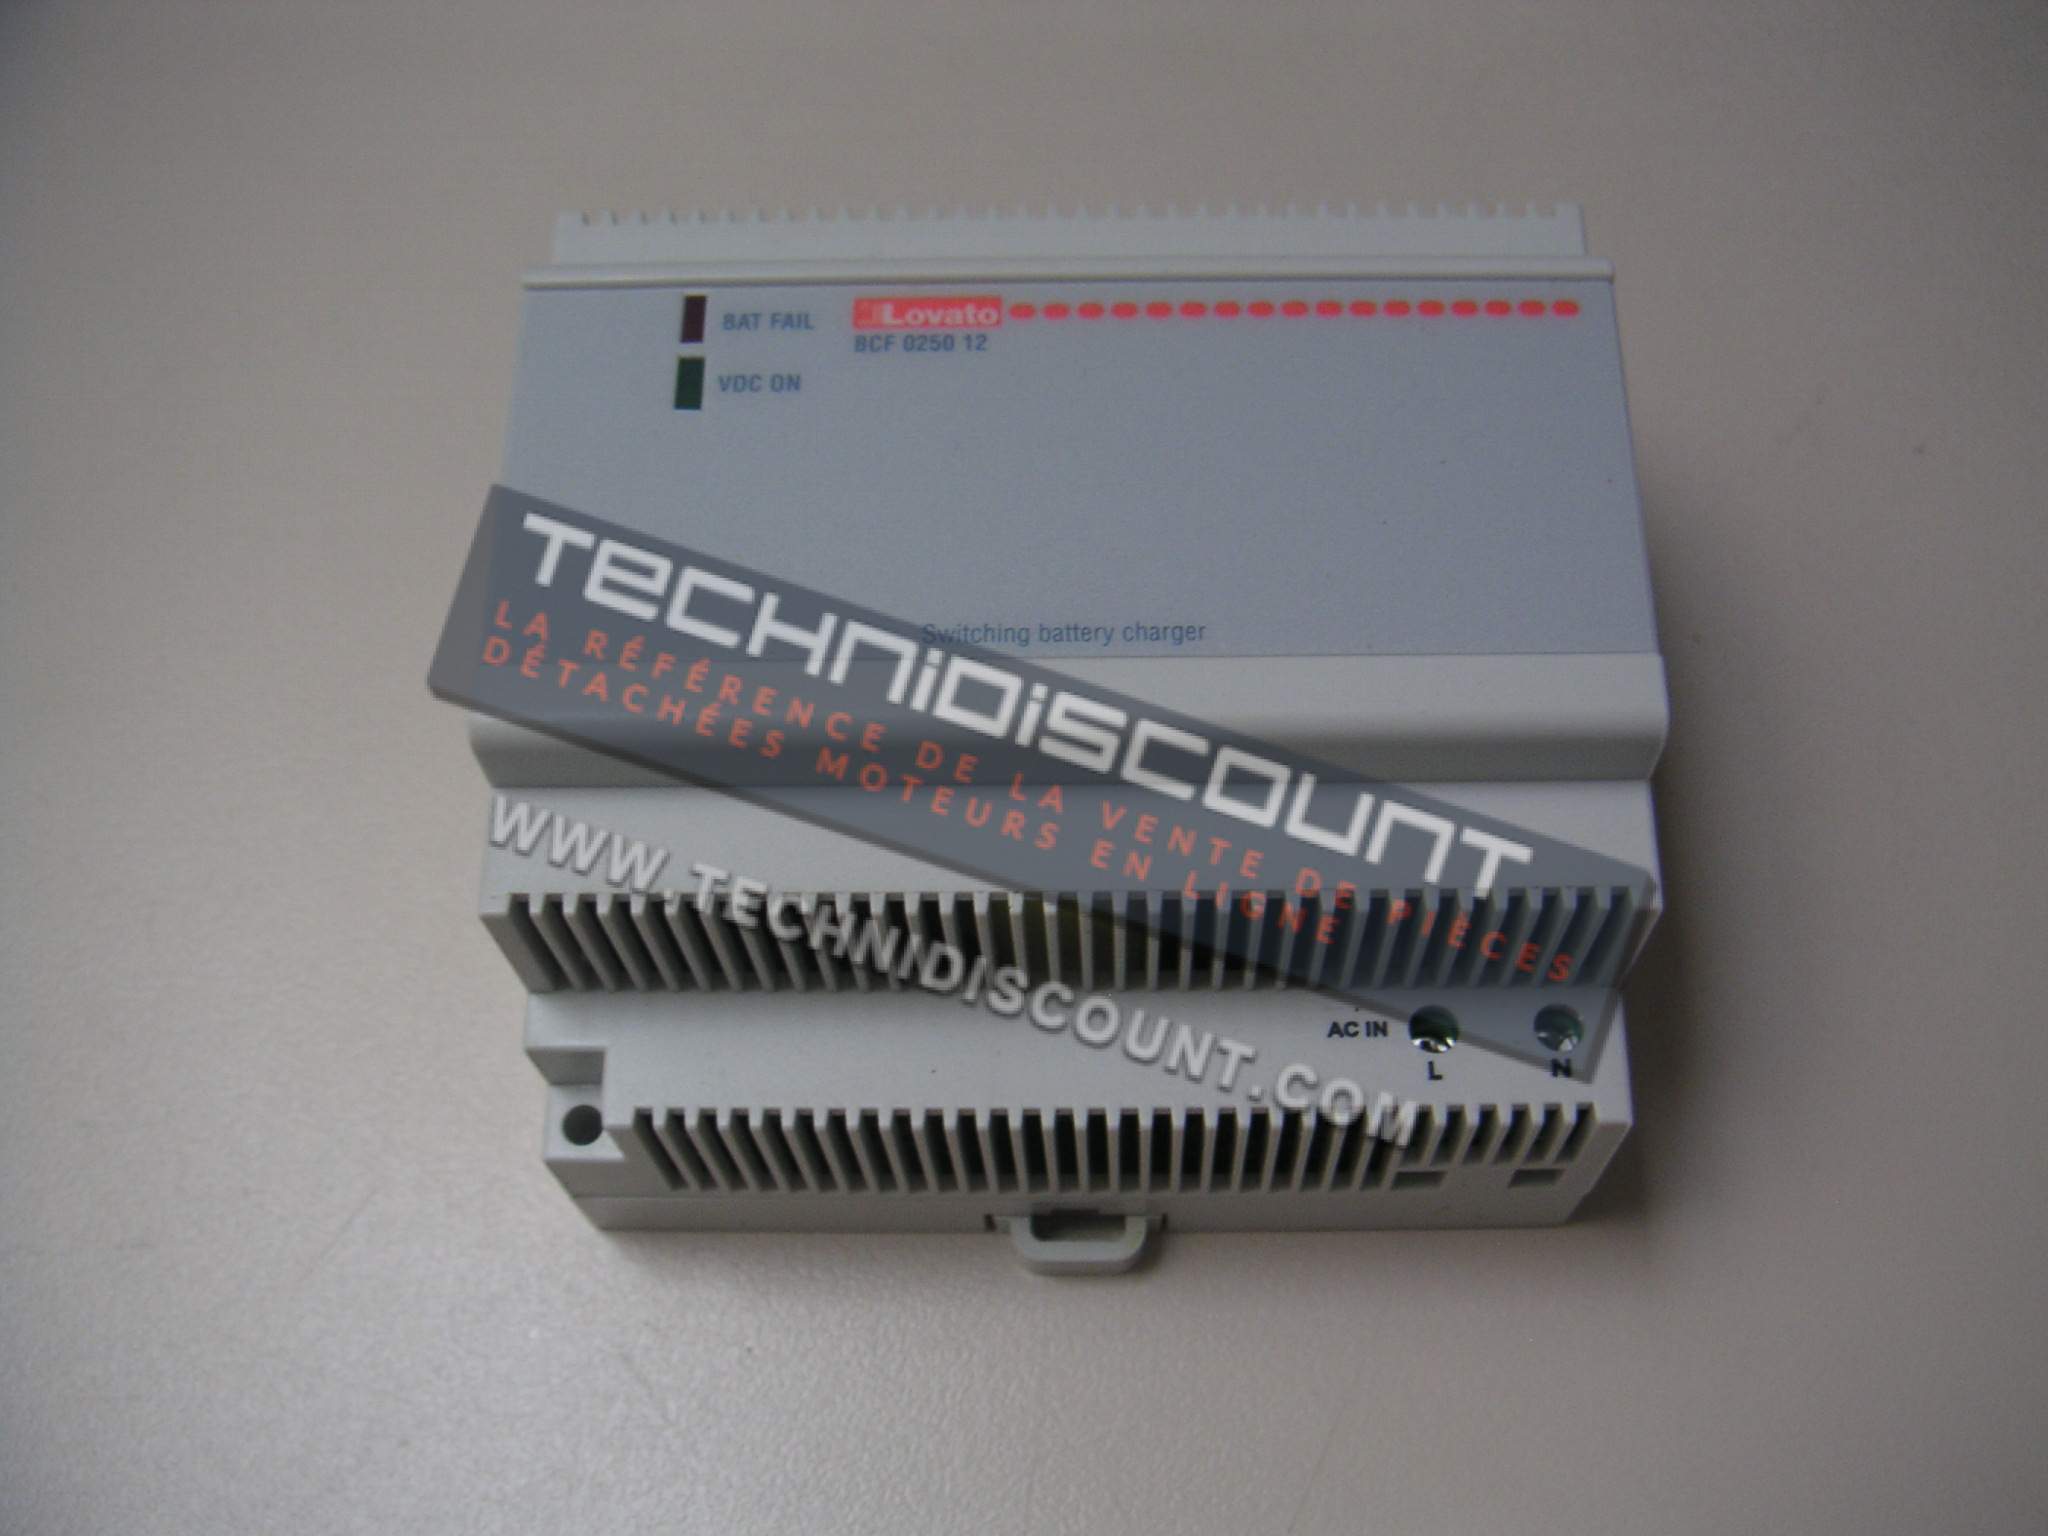 BAT FAIL
Lovato
BCF 0250 12
VDC ON
Switching battery charger
TECHNIDISCOUNT
LA RÉFÉRENCE DE LA VENTE DE PIÈCES
DÉTACHÉES MOTEURS EN LIGNE
WWW.TECHNIDISCOUNT.COM
AC IN
L
N